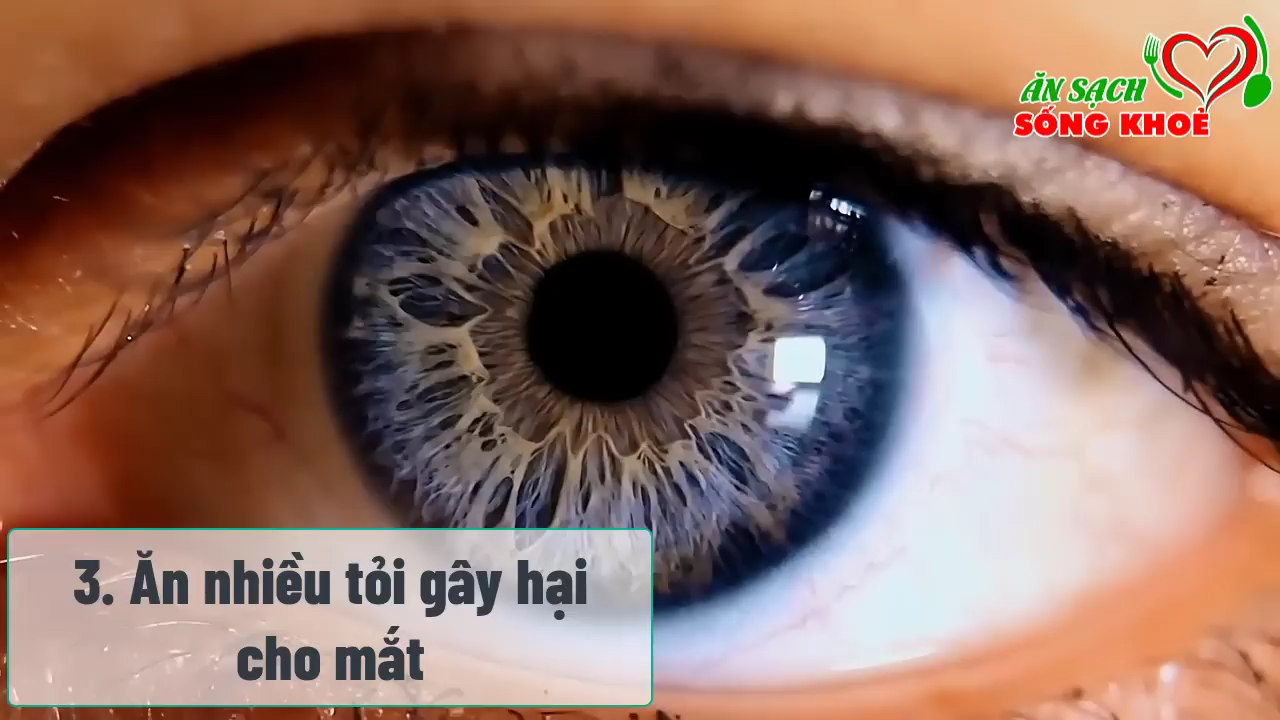 ĂN SẠCH
SỐNG KHOẺ
3. Ăn nhiều tỏi gây hại
cho mắt